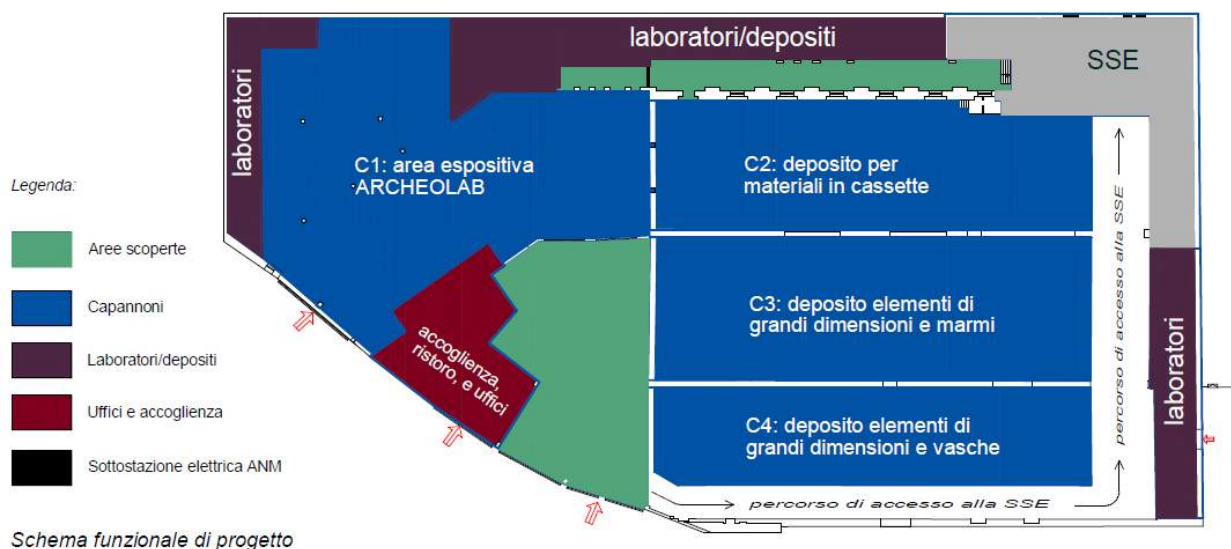 laboratori/depositi
SSE
laboratori
C1: area espositiva
ARCHEOLAB
C2: deposito per
materiali in cassette
Legenda:
Aree scoperte
Capannoni
Laboratori/depositi
Uffici e accoglienza
Sottostazione elettrica ANM
accoglienza,
ristoro, e uffici
C3: deposito elementi di
grandi dimensioni e marmi
C4: deposito elementi di
grandi dimensioni e vasche
percorso di accesso alla SSE
laboratori
percorso di accesso alla SSE
Schema funzionale di progetto